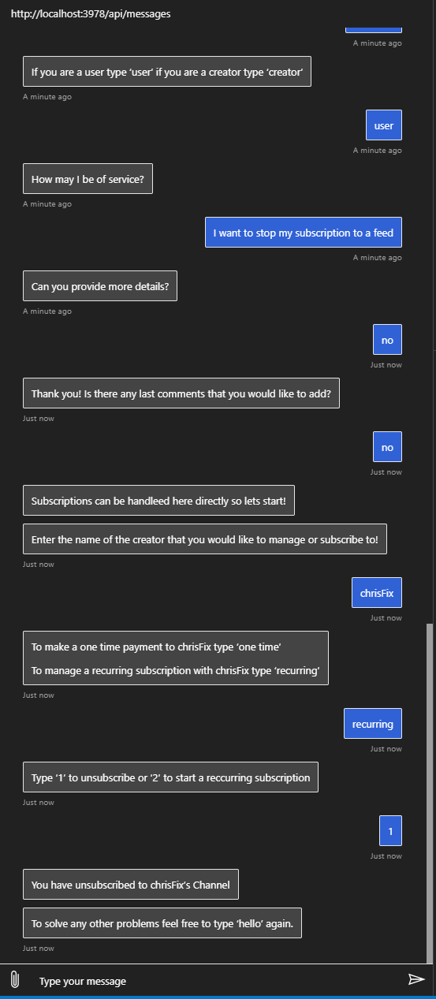 http://localhost:3978/api/messages
A minute ago
If you are a user type ‘user’ if you are a creator type ‘creator’
A minute ago
user
A minute ago
How may I be of service?
A minute ago
I want to stop my subscription to a feed
A minute ago
Can you provide more details?
A minute ago
no
Just now
Thank you! Is there any last comments that you would like to add?
Just now
no
Just now
Subscriptions can be handleed here directly so lets start!
Enter the name of the creator that you would like to manage or subscribe to!
Just now
chrisFix
Just now
To make a one time payment to chrisFix type ‘one time’
To manage a recurring subscription with chrisFix type ‘recurring’
Just now
recurring
Just now
Type ‘1’ to unsubscribe or ‘2’ to start a reccurring subscription
Just now
1
Just now
You have unsubscribed to chrisFix’s Channel
To solve any other problems feel free to type ‘hello’ again.
Just now
Type your message